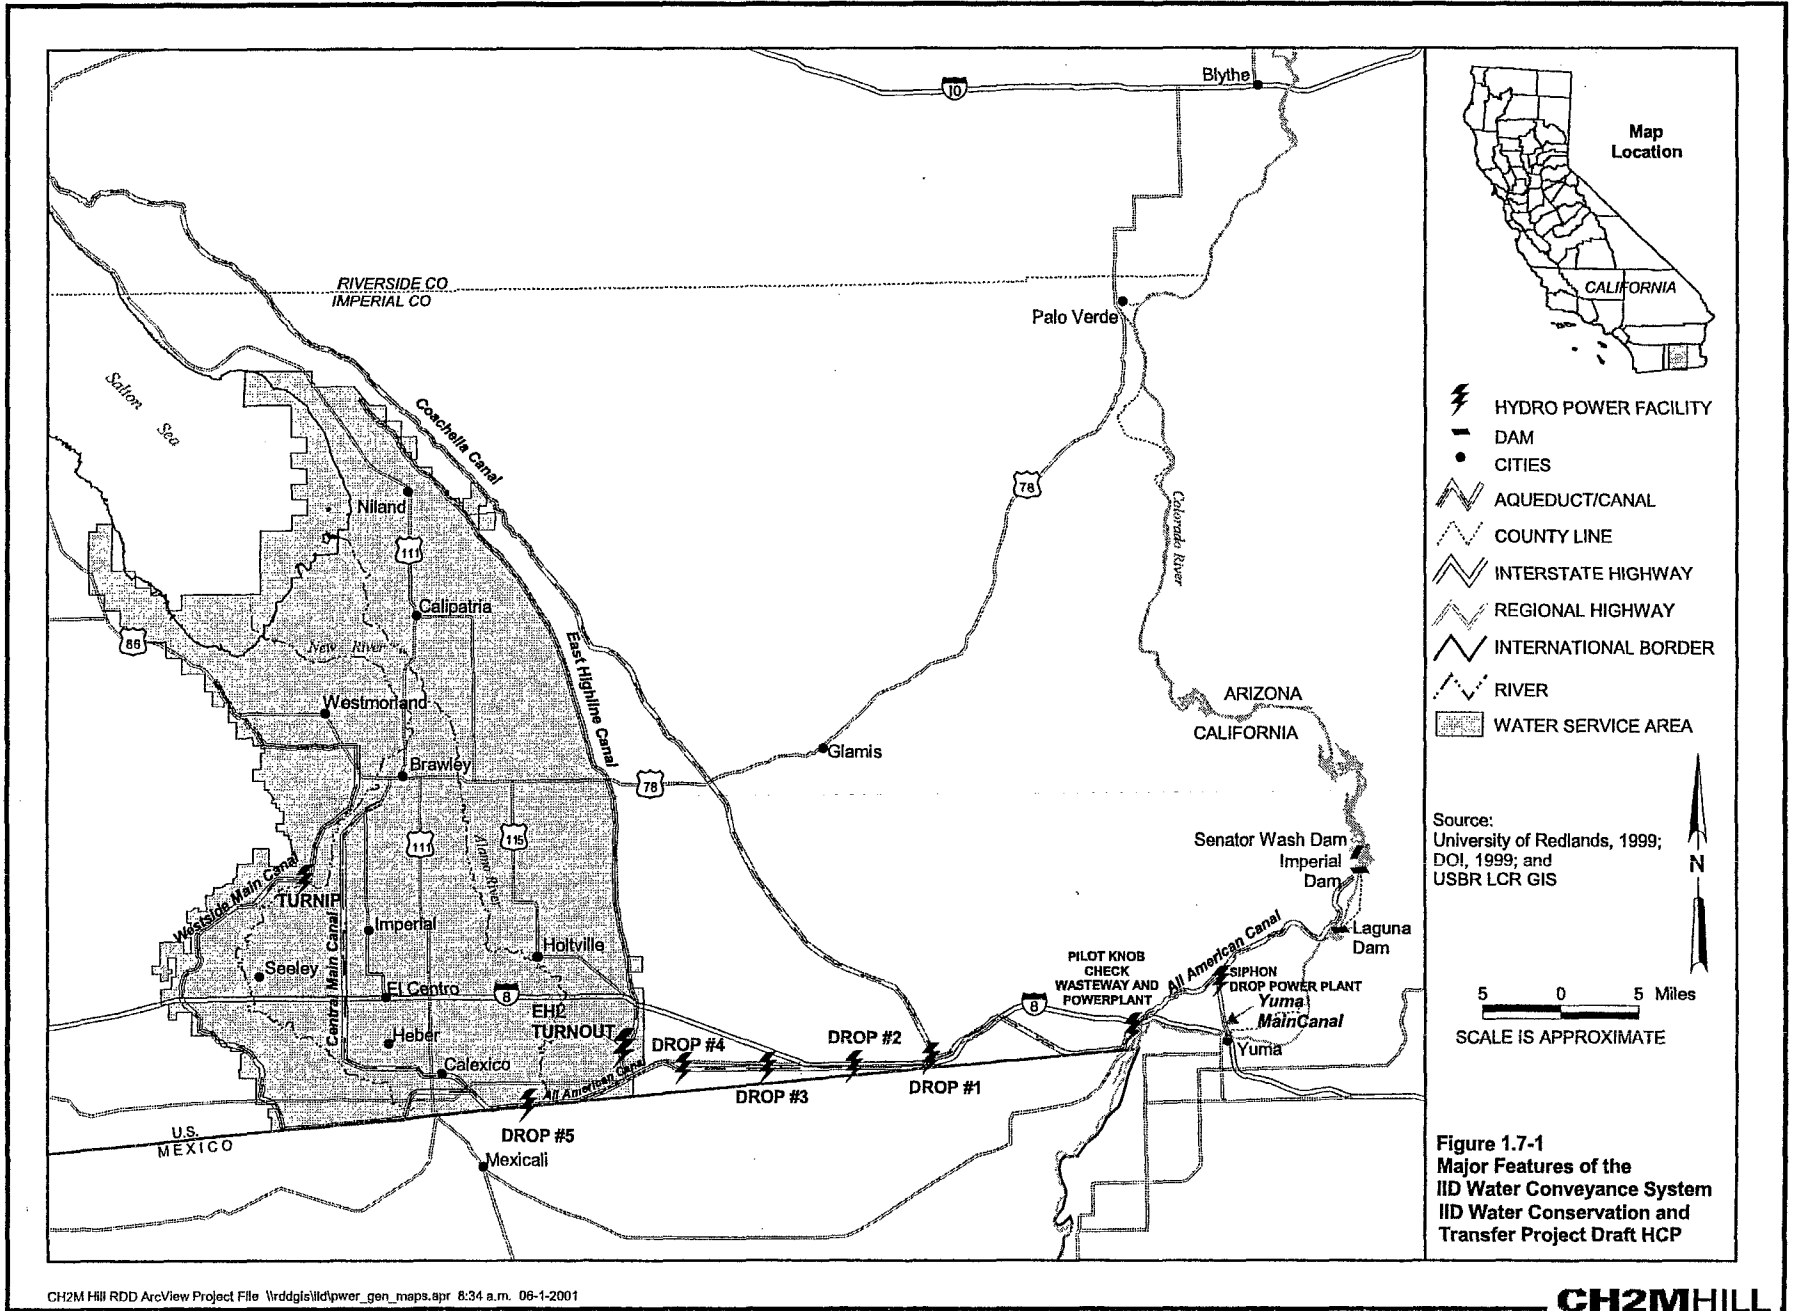 Blythe
10
Map
Location
RIVERSIDE CO
IMPERIAL CO
CALIFORNIA
Palo Verde
Salton
Sea
Coachella Canal
HYDRO POWER FACILITY
DAM
CITIES
AQUEDUCT/CANAL
COUNTY LINE
INTERSTATE HIGHWAY
REGIONAL HIGHWAY
INTERNATIONAL BORDER
RIVER
WATER SERVICE AREA
78
Niland
111
Colorado River
Calipatria
86
New River
East Highline Canal
Westmorland
ARIZONA
CALIFORNIA
Glamis
Brawley
78
111
115
Alamo River
Senator Wash Dam
Imperial
Dam
Source:
University of Redlands, 1999;
DOI, 1999; and
USBR LCR GIS
N
Westside Main Canal
TURNIP
Central Main Canal
Imperial
Holtville
Seeley
El Centro
8
Laguna
Dam
All American Canal
PILOT KNOB
CHECK
WASTEWAY AND
POWERPLANT
SIPHON
DROP POWER PLANT
Yuma
MainCanal
Yuma
8
5 0 5 Miles
SCALE IS APPROXIMATE
EHL
TURNOUT
Heber
Calexico
DROP #4
DROP #2
DROP #3
DROP #1
All American Canal
DROP #5
U.S.
MEXICO
Mexicali
Figure 1.7-1
Major Features of the
IID Water Conveyance System
IID Water Conservation and
Transfer Project Draft HCP
CH2M Hill RDD ArcView Project File \\rddgis\iid\pwer_gen_maps.apr 8:34 a.m. 06-1-2001
CH2MHILL